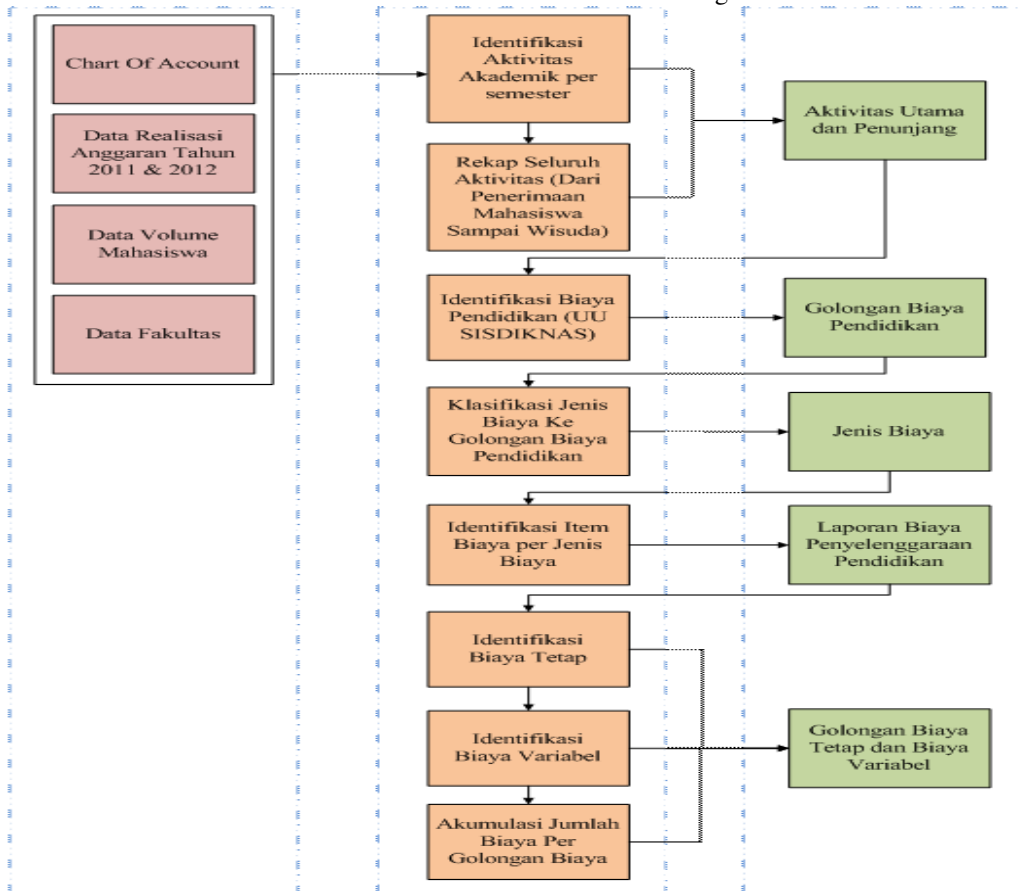 Chart Of Account
Data Realisasi
Anggaran Tahun
2011 & 2012
Data Volume
Mahasiswa
Data Fakultas
Identifikasi
Aktivitas
Akademik per
semester
Rekap Seluruh
Aktivitas (Dari
Penerimaan
Mahasiswa
Sampai Wisuda)
Identifikasi Biaya
Pendidikan (UU
SISDIKNAS)
Klasifikasi Jenis
Biaya Ke
Golongan Biaya
Pendidikan
Identifikasi Item
Biaya per Jenis
Biaya
Identifikasi
Biaya Tetap
Identifikasi
Biaya Variabel
Akumulasi Jumlah
Biaya Per
Golongan Biaya
Aktivitas Utama
dan Penunjang
Golongan Biaya
Pendidikan
Jenis Biaya
Laporan Biaya
Penyelenggaraan
Pendidikan
Golongan Biaya
Tetap dan Biaya
Variabel